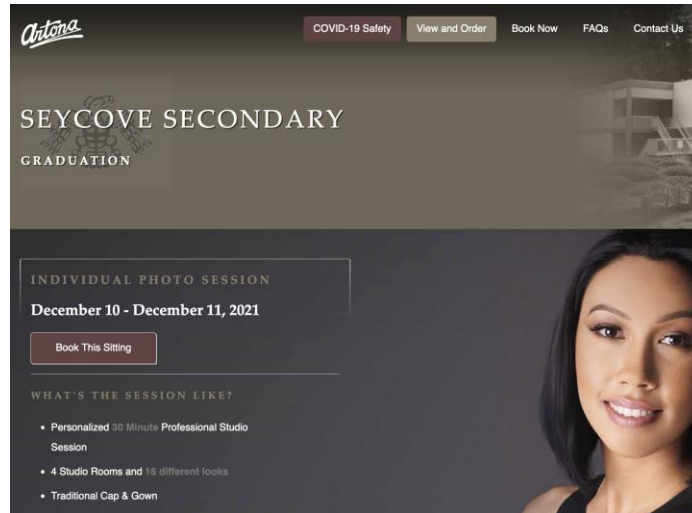 Artona
COVID-19 Safety
View and Order
Book Now
FAQs
Contact Us
SEYCOVE SECONDARY
GRADUATION
INDIVIDUAL PHOTO SESSION
December 10 - December 11, 2021
Book This Sitting
WHAT'S THE SESSION LIKE?
• Personalized 30 Minute Professional Studio
Session
• 4 Studio Rooms and 16 different looks
• Traditional Cap & Gown